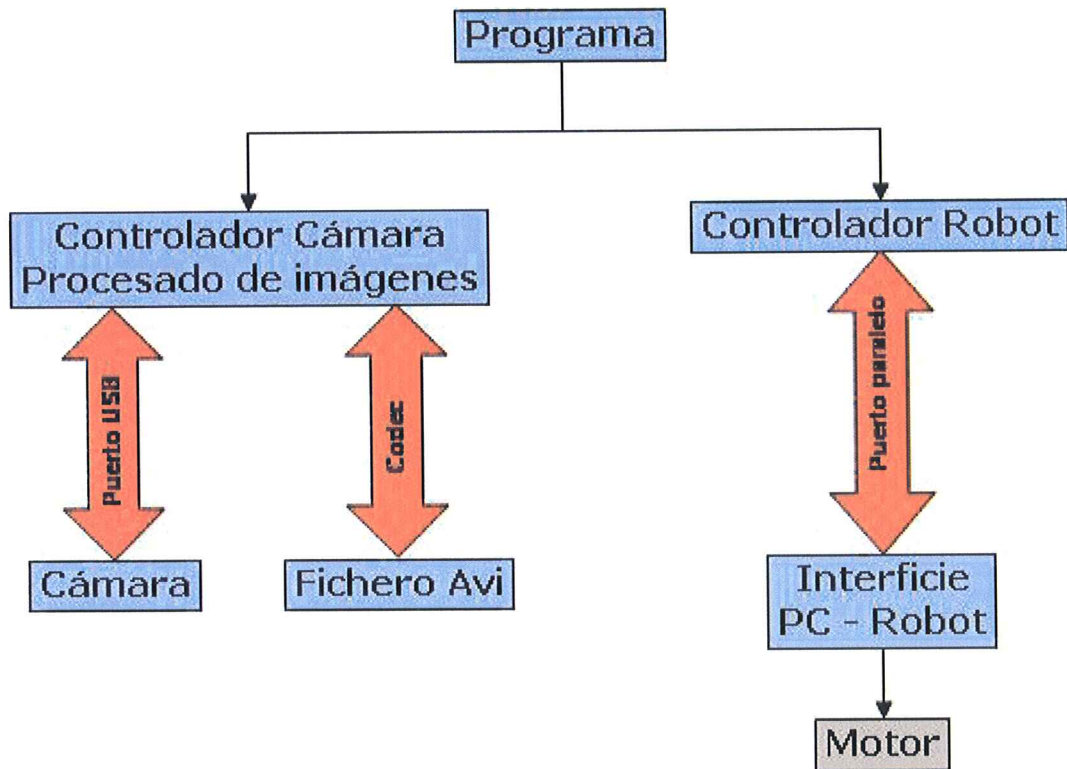 Programa
Controlador Cámara
Procesado de imágenes
Controlador Robot
Puerto USB
Codec
Puerto paralelo
Cámara
Fichero Avi
Interficie
PC - Robot
Motor